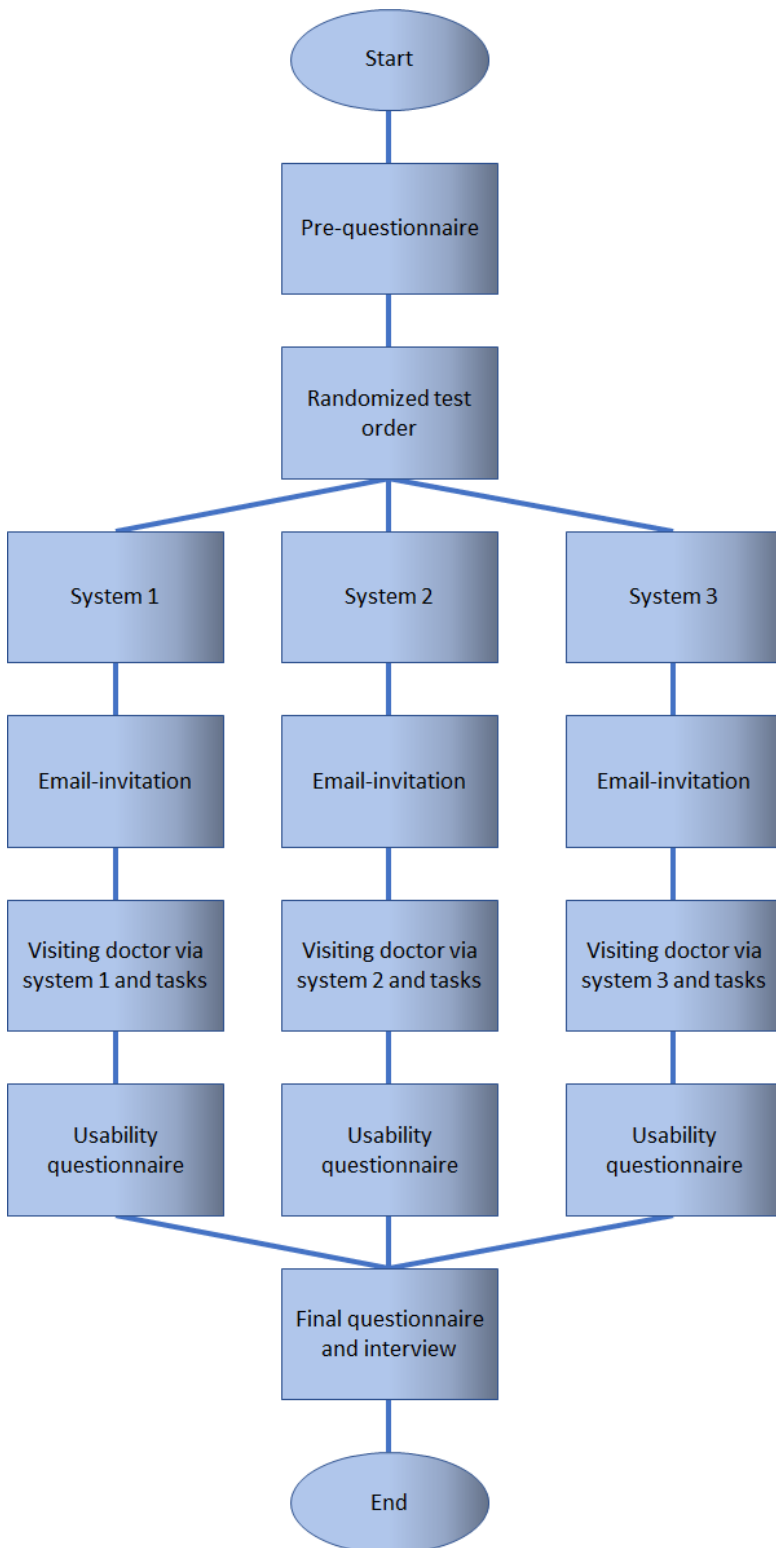 Start
Pre-questionnaire
Randomized test
order
System 1
System 2
System 3
Email-invitation
Email-invitation
Email-invitation
Visiting doctor via
system 1 and tasks
Visiting doctor via
system 2 and tasks
Visiting doctor via
system 3 and tasks
Usability
questionnaire
Usability
questionnaire
Usability
questionnaire
Final questionnaire
and interview
End